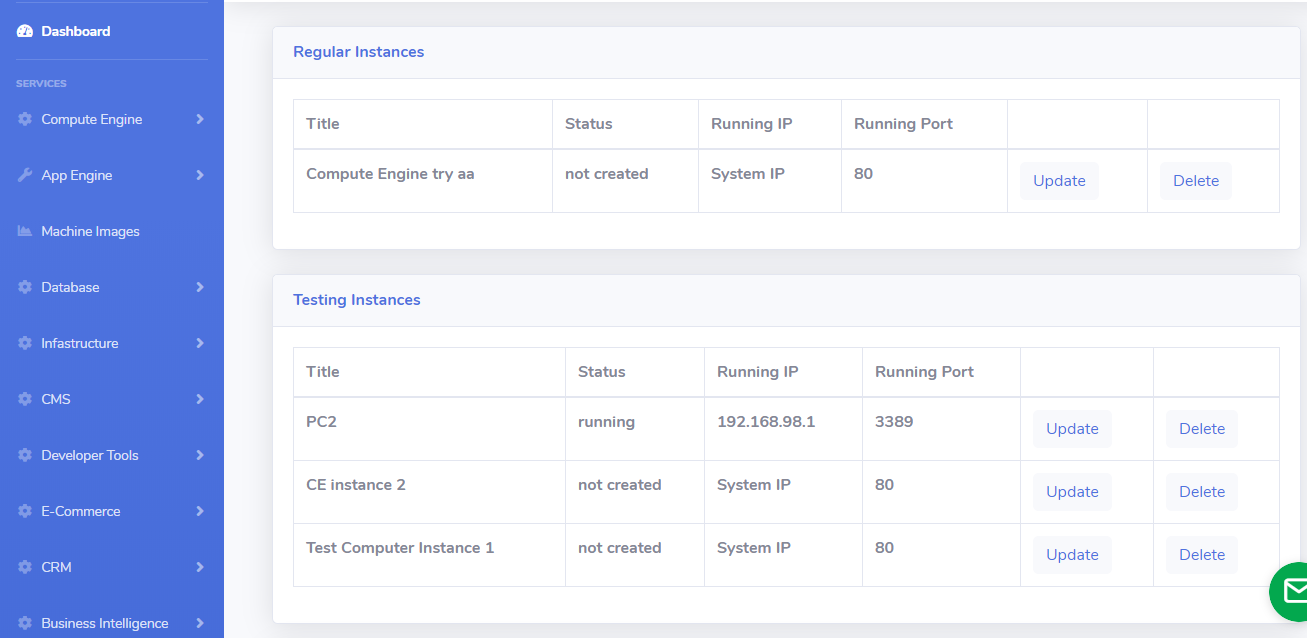 Dashboard
SERVICES
Compute Engine
App Engine
Machine Images
Database
Infastructure
CMS
Developer Tools
E-Commerce
CRM
Business Intelligence
Regular Instances
Title Status Running IP Running Port
Compute Engine try aa not created System IP 80 Update Delete
Testing Instances
Title Status Running IP Running Port
PC2 running 192.168.98.1 3389 Update Delete
CE instance 2 not created System IP 80 Update Delete
Test Computer Instance 1 not created System IP 80 Update Delete